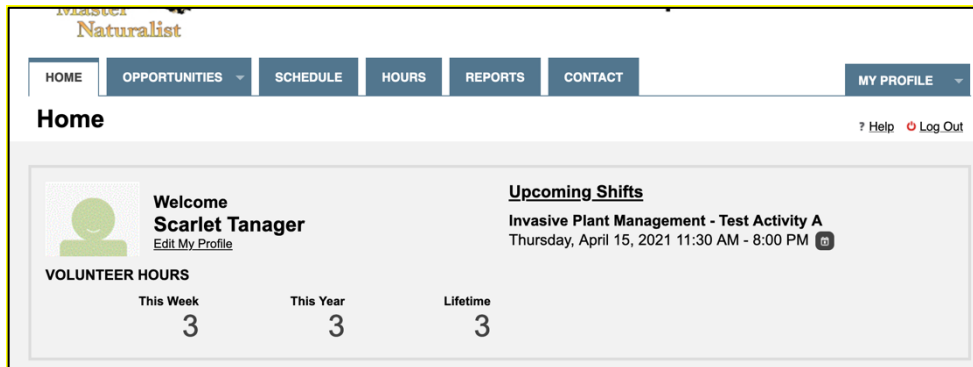 Master
Naturalist
HOME OPPORTUNITIES SCHEDULE HOURS REPORTS CONTACT MY PROFILE
Home
? Help Log Out
Welcome
Scarlet Tanager
Edit My Profile
Upcoming Shifts
Invasive Plant Management - Test Activity A
Thursday, April 15, 2021 11:30 AM - 8:00 PM
VOLUNTEER HOURS
This Week This Year Lifetime
3 3 3